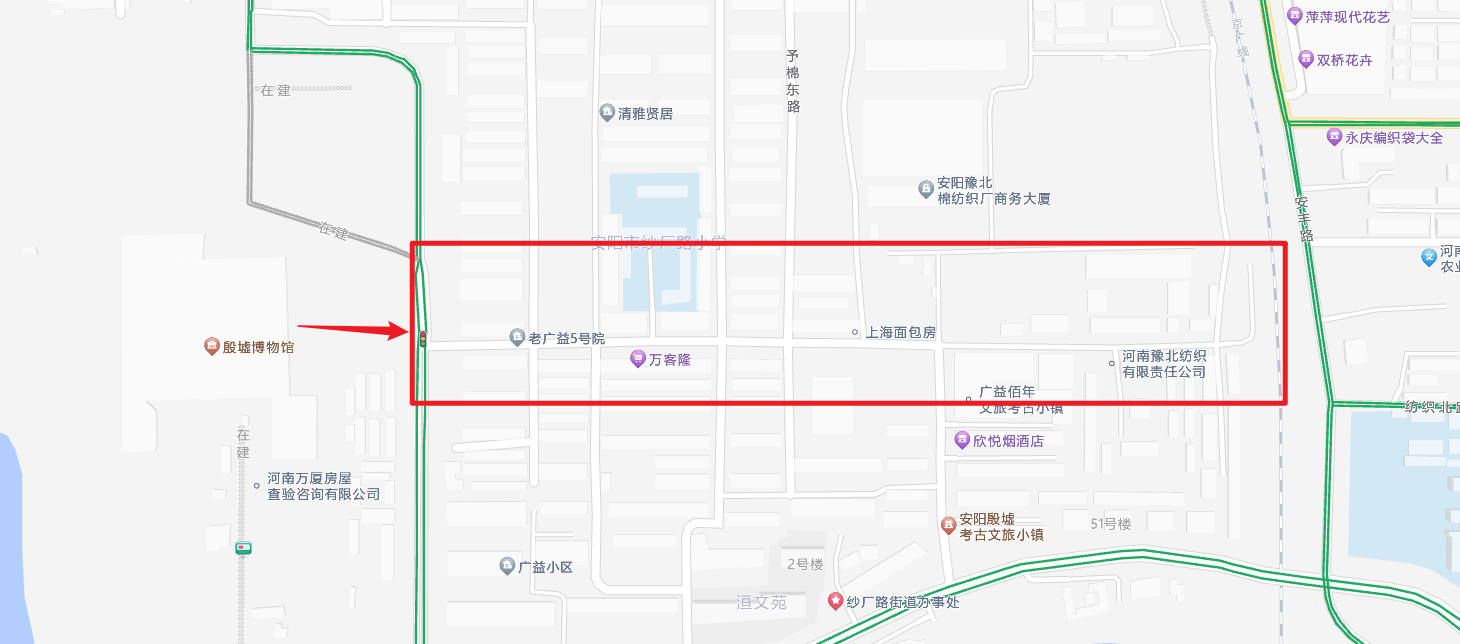 萍萍现代花艺
京广线
双桥花卉
予棉东路
在建
清雅贤居
永庆编织袋大全
安阳豫北
棉纺织厂商务大厦
安丰路
在建
安阳市纱厂路小学
河南
农业
上海面包房
老广益5号院
殷墟博物馆
万客隆
河南豫北纺织
有限责任公司
广益佰年
文旅考古小镇
纺织北路
在建
欣悦烟酒店
河南万厦房屋
查验咨询有限公司
安阳殷墟
考古文旅小镇
51号楼
2号楼
广益小区
洹文苑
纱厂路街道办事处